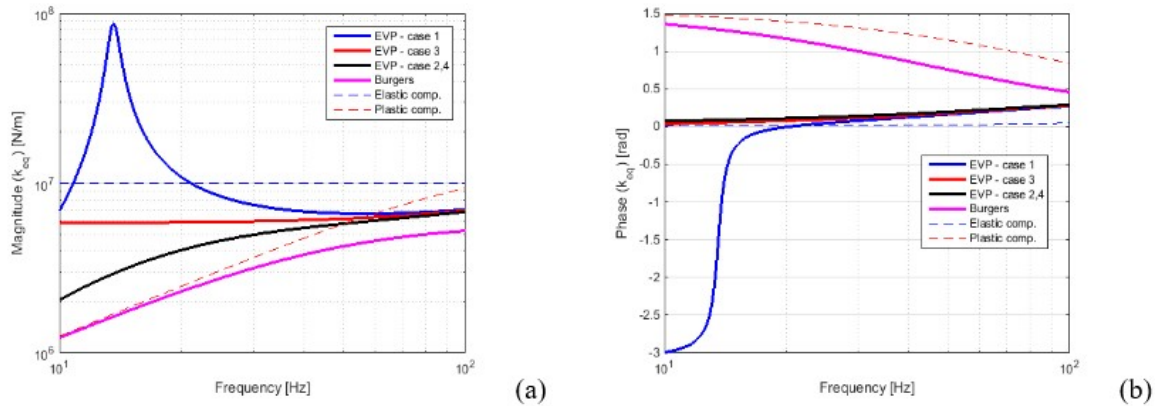 10^8
10^7
10^6
Magnitude (k_eq) [N/m]
EVP - case 1
EVP - case 3
EVP - case 2,4
Burgers
Elastic comp.
Plastic comp.
10^1
10^2
Frequency [Hz]
(a)
1.5
1
0.5
0
-0.5
-1
-1.5
-2
-2.5
-3
Phase (k_eq) [rad]
EVP - case 1
EVP - case 3
EVP - case 2,4
Burgers
Elastic comp.
Plastic comp.
10^1
10^2
Frequency [Hz]
(b)